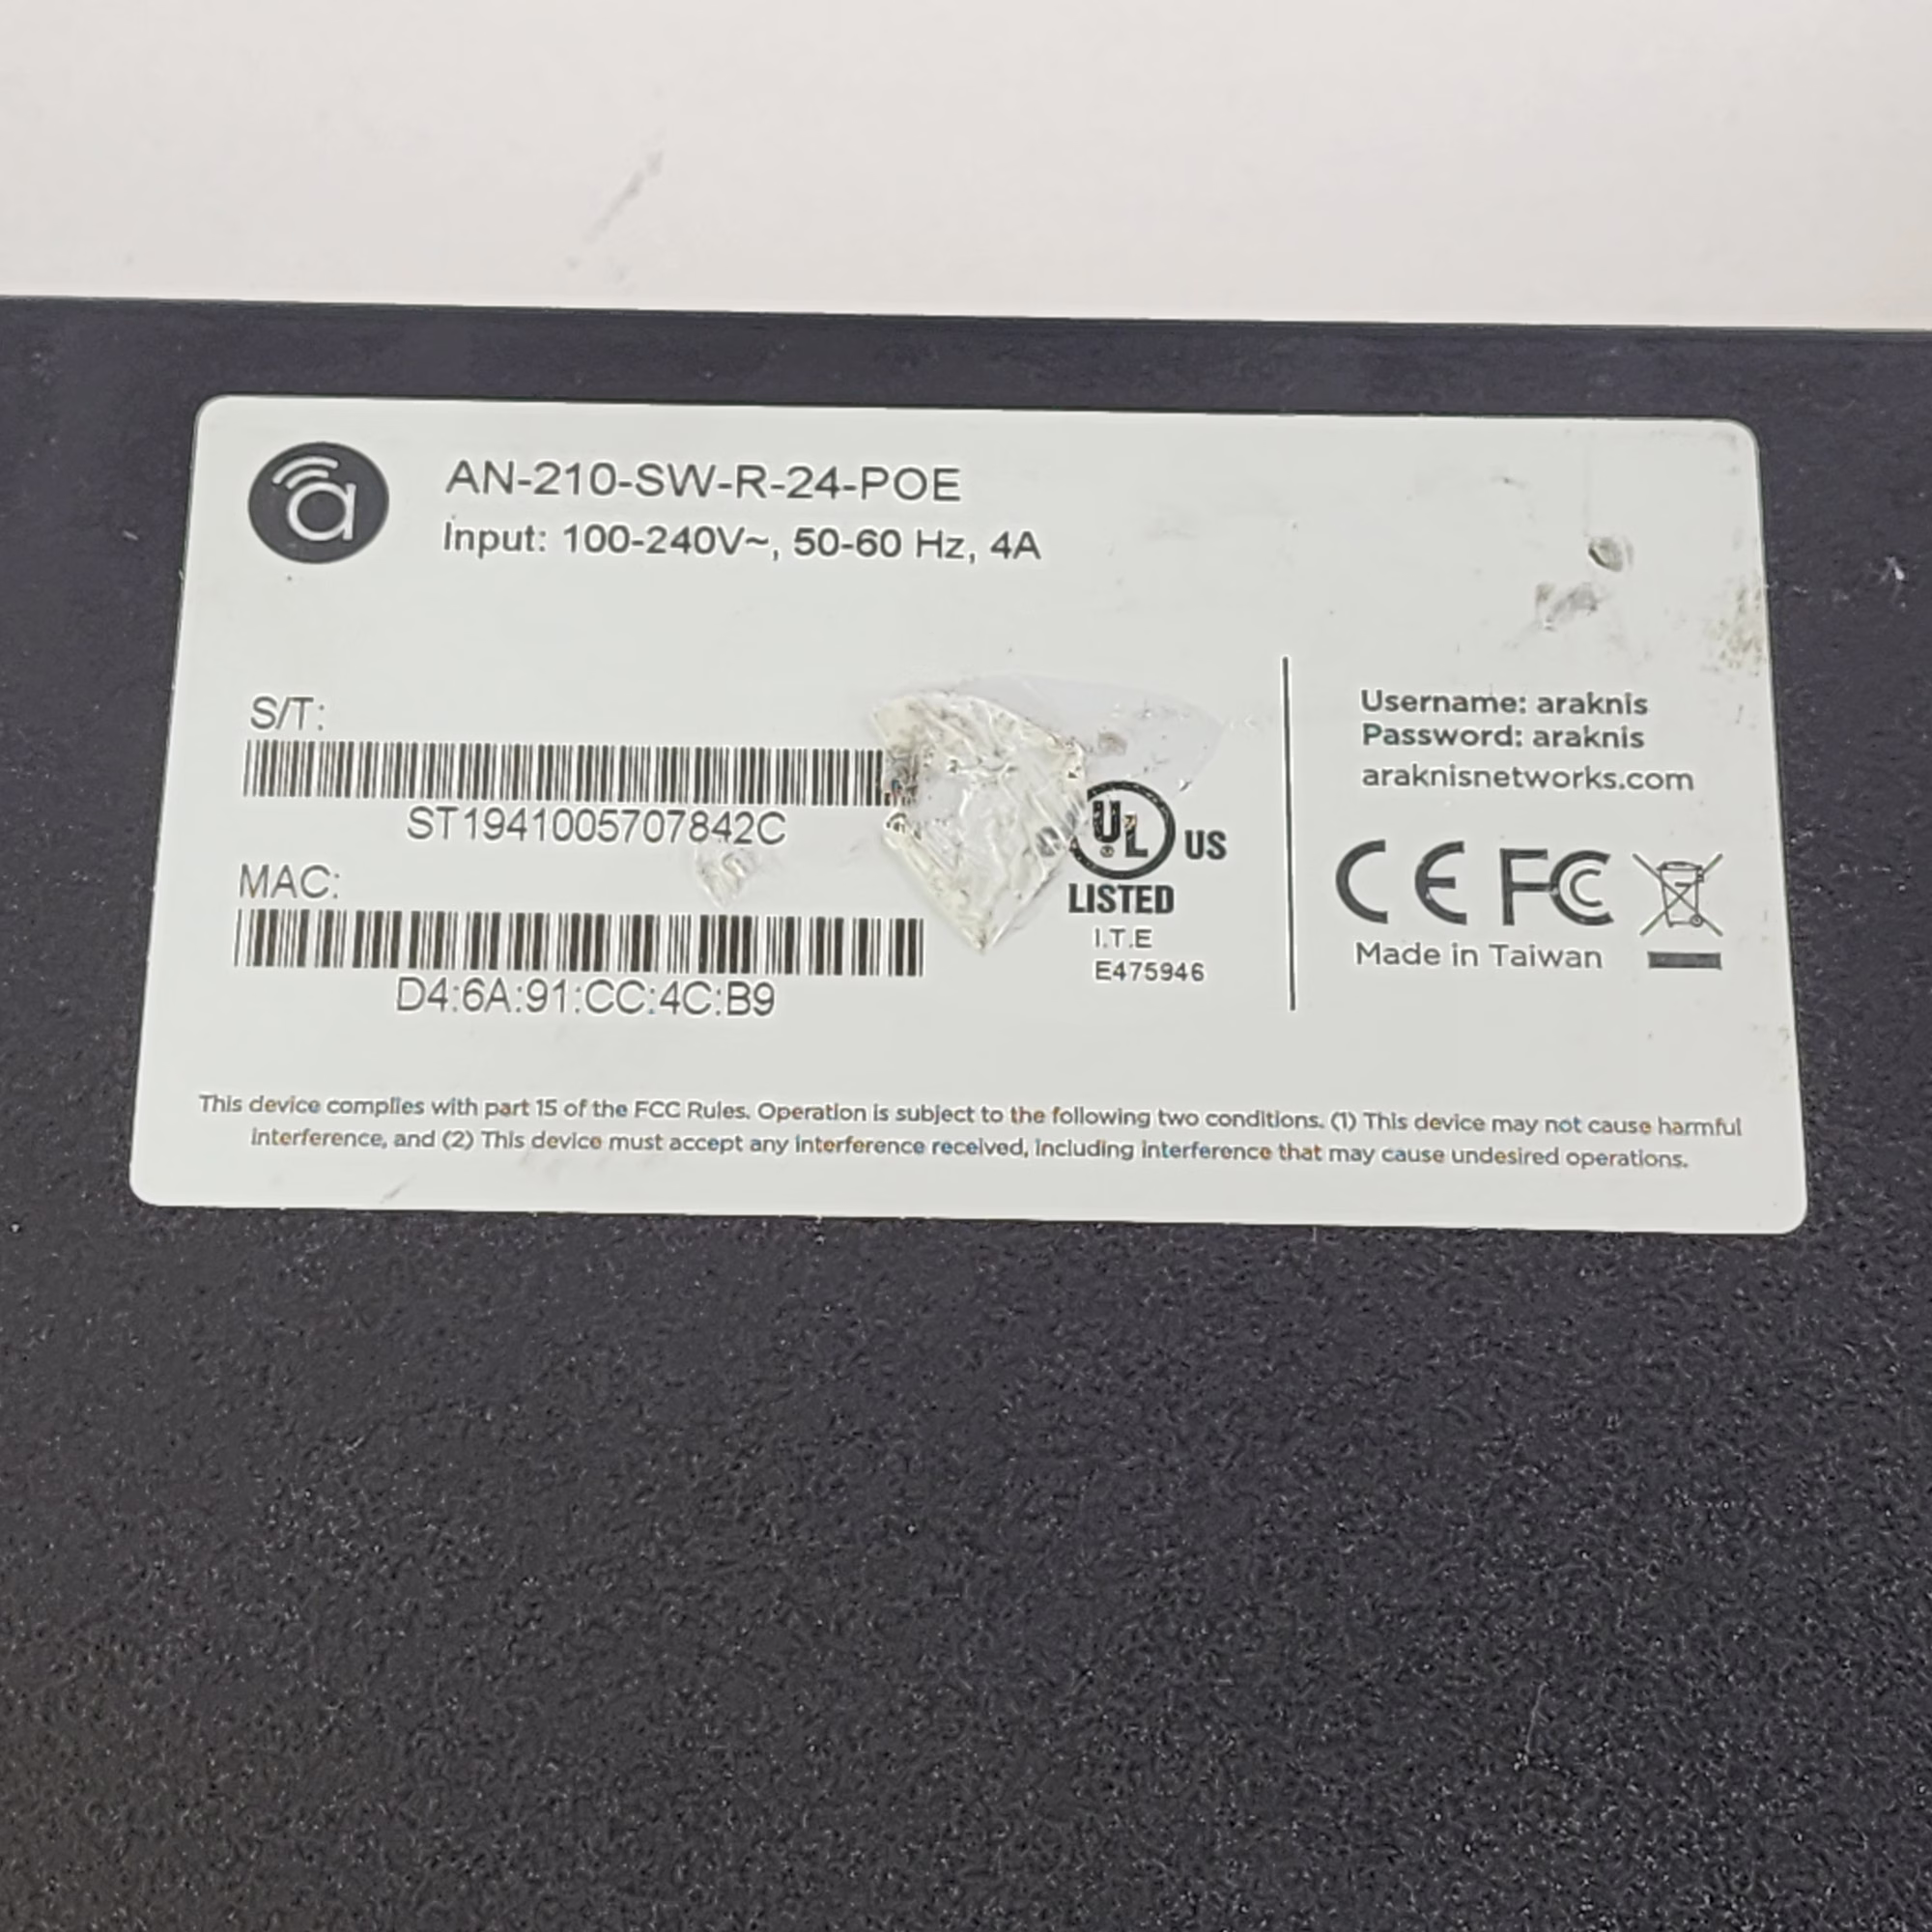 AN-210-SW-R-24-POE
Input: 100-240V~, 50-60 Hz, 4A
S/T:
ST1941005707842C
MAC:
D4:6A:91:CC:4C:B9
UL US
LISTED
I.T.E
E475946
Username: araknis
Password: araknis
araknisnetworks.com
CE FC
Made in Taiwan
This device complies with part 15 of the FCC Rules. Operation is subject to the following two conditions. (1) This device may not cause harmful
interference, and (2) This device must accept any interference received, including interference that may cause undesired operations.